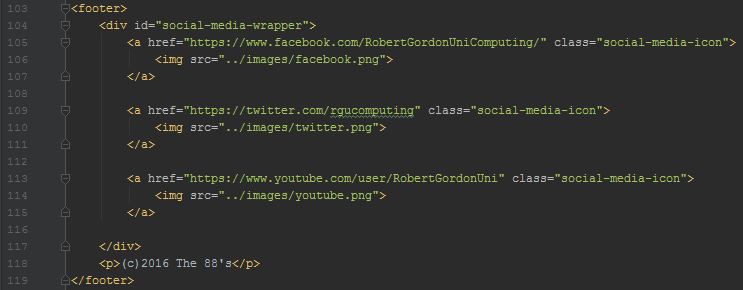 103 <footer>
104 <div id="social-media-wrapper">
105 <a href="https://www.facebook.com/RobertGordonUniComputing/" class="social-media-icon">
106 <img src="../images/facebook.png">
107 </a>
108
109 <a href="https://twitter.com/rgucomputing" class="social-media-icon">
110 <img src="../images/twitter.png">
111 </a>
112
113 <a href="https://www.youtube.com/user/RobertGordonUni" class="social-media-icon">
114 <img src="../images/youtube.png">
115 </a>
116
117 </div>
118 <p>(c)2016 The 88's</p>
119 </footer>